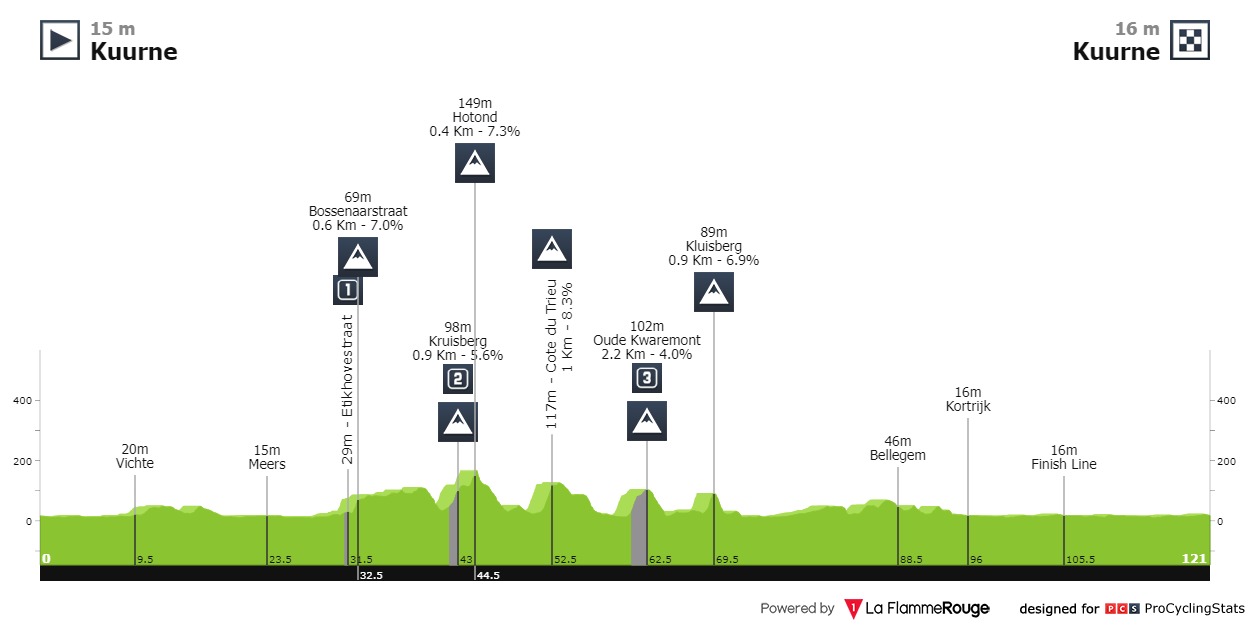 15 m
Kuurne
16 m
Kuurne
149m
Hotond
0.4 Km - 7.3%
69m
Bossenaarstraat
0.6 Km - 7.0%
1
29m - Etikhovestraat
98m
Kruisberg
0.9 Km - 5.6%
2
117m - Cote du Trieu
1 Km - 8.3%
102m
Oude Kwaremont
2.2 Km - 4.0%
3
89m
Kluisberg
0.9 Km - 6.9%
20m
Vichte
15m
Meers
46m
Bellegem
16m
Kortrijk
16m
Finish Line
400
200
0
400
200
0
0
9.5
23.5
31.5
32.5
43
44.5
52.5
62.5
69.5
88.5
96
105.5
121
Powered by 1 La FlammeRouge
designed for PCS ProCyclingStats